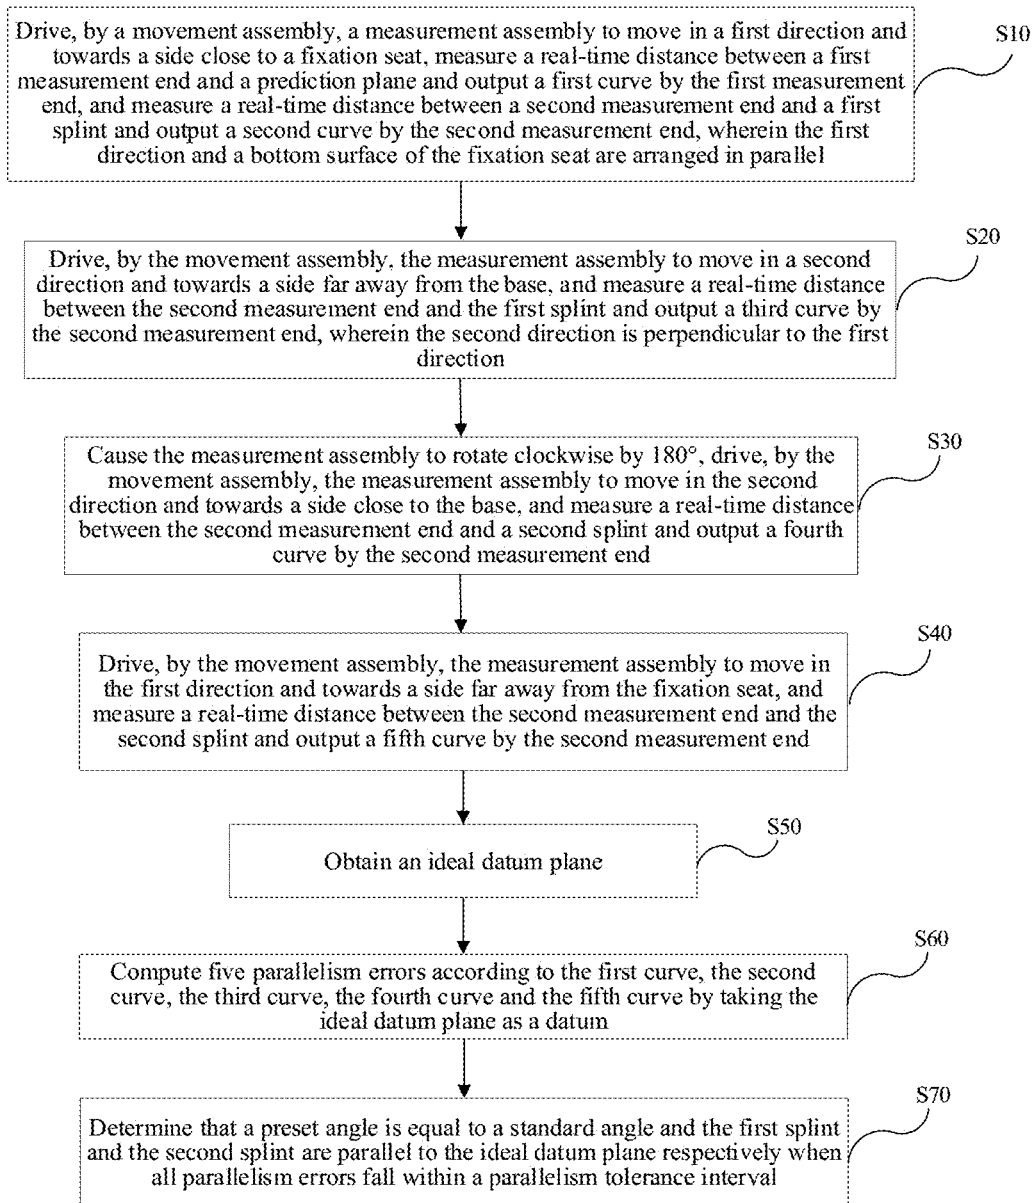 Drive, by a movement assembly, a measurement assembly to move in a first direction and
towards a side close to a fixation seat, measure a real-time distance between a first
measurement end and a prediction plane and output a first curve by the first measurement
end, and measure a real-time distance between a second measurement end and a first
splint and output a second curve by the second measurement end, wherein the first
direction and a bottom surface of the fixation seat are arranged in parallel
S10
Drive, by the movement assembly, the measurement assembly to move in a second
direction and towards a side far away from the base, and measure a real-time distance
between the second measurement end and the first splint and output a third curve by
the second measurement end, wherein the second direction is perpendicular to the first
direction
S20
Cause the measurement assembly to rotate clockwise by 180°, drive, by the
movement assembly, the measurement assembly to move in the second
direction and towards a side close to the base, and measure a real-time distance
between the second measurement end and a second splint and output a fourth
curve by the second measurement end
S30
Drive, by the movement assembly, the measurement assembly to move in
the first direction and towards a side far away from the fixation seat, and
measure a real-time distance between the second measurement end and the
second splint and output a fifth curve by the second measurement end
S40
Obtain an ideal datum plane
S50
Compute five parallelism errors according to the first curve, the second
curve, the third curve, the fourth curve and the fifth curve by taking the
ideal datum plane as a datum
S60
Determine that a preset angle is equal to a standard angle and the first splint
and the second splint are parallel to the ideal datum plane respectively when
all parallelism errors fall within a parallelism tolerance interval
S70